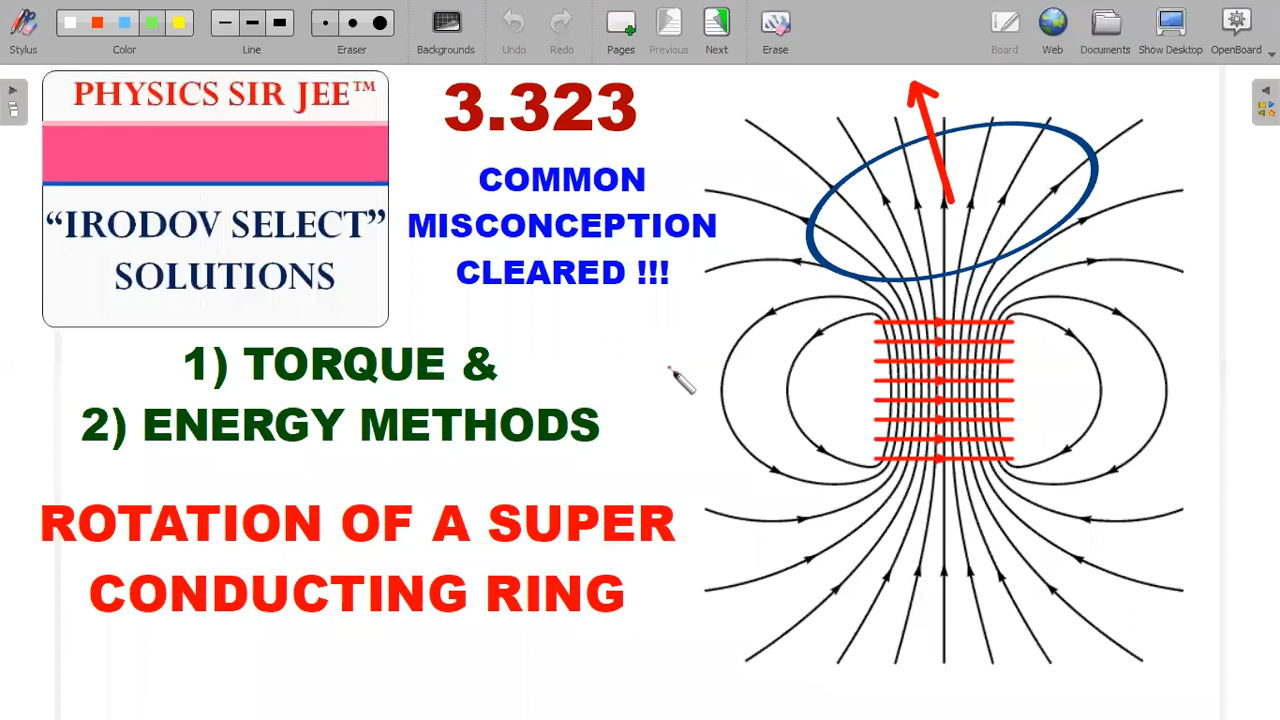 Stylus
Color
Line
Eraser
Backgrounds
Undo
Redo
Pages
Previous
Next
Erase
Board
Web
Documents
Show Desktop
OpenBoard
PHYSICS SIR JEE™
“IRODOV SELECT”
SOLUTIONS
3.323
COMMON
MISCONCEPTION
CLEARED !!!
1) TORQUE &
2) ENERGY METHODS
ROTATION OF A SUPER
CONDUCTING RING